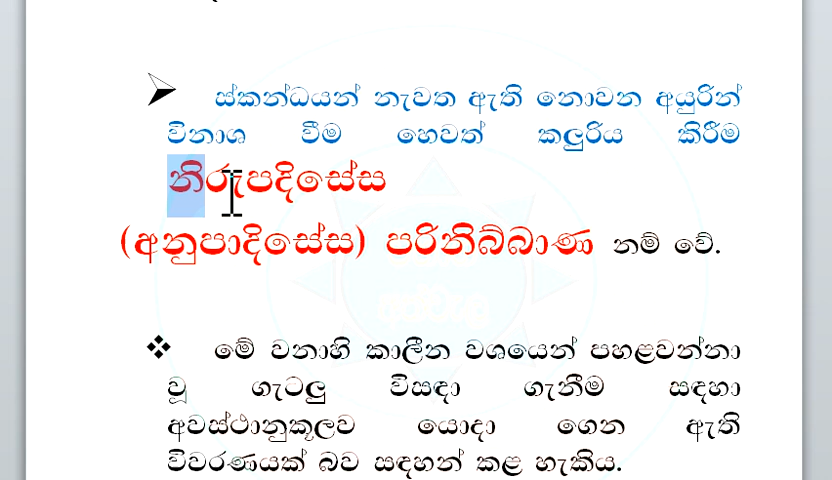 ස්කන්ධයන් නැවත ඇති නොවන අයුරින්
විනාශ වීම හෙවත් කලුරිය කිරීම
නිරුපදිසේස
(අනුපාදිසේස) පරිනිබ්බාණ නම් වේ.
මේ වනාහි කාලීන වශයෙන් පහළවන්නා
වූ ගැටලු විසඳා ගැනීම සඳහා
අවස්ථානුකූලව යොදා ගෙන ඇති
විවරණයක් බව සඳහන් කළ හැකිය.